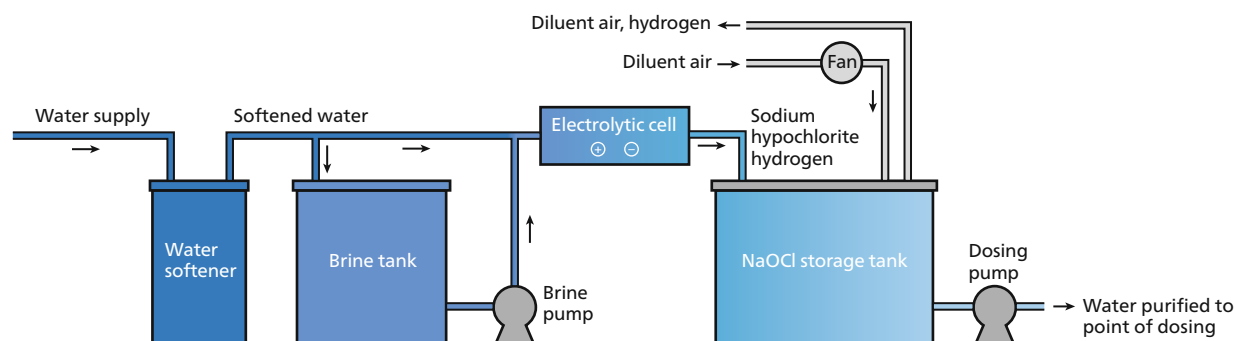 Diluent air, hydrogen
Diluent air
Fan
Water supply
Softened water
Electrolytic cell
+ −
Sodium
hypochlorite
hydrogen
Water
softener
Brine tank
Brine
pump
NaOCl storage tank
Dosing
pump
Water purified to
point of dosing